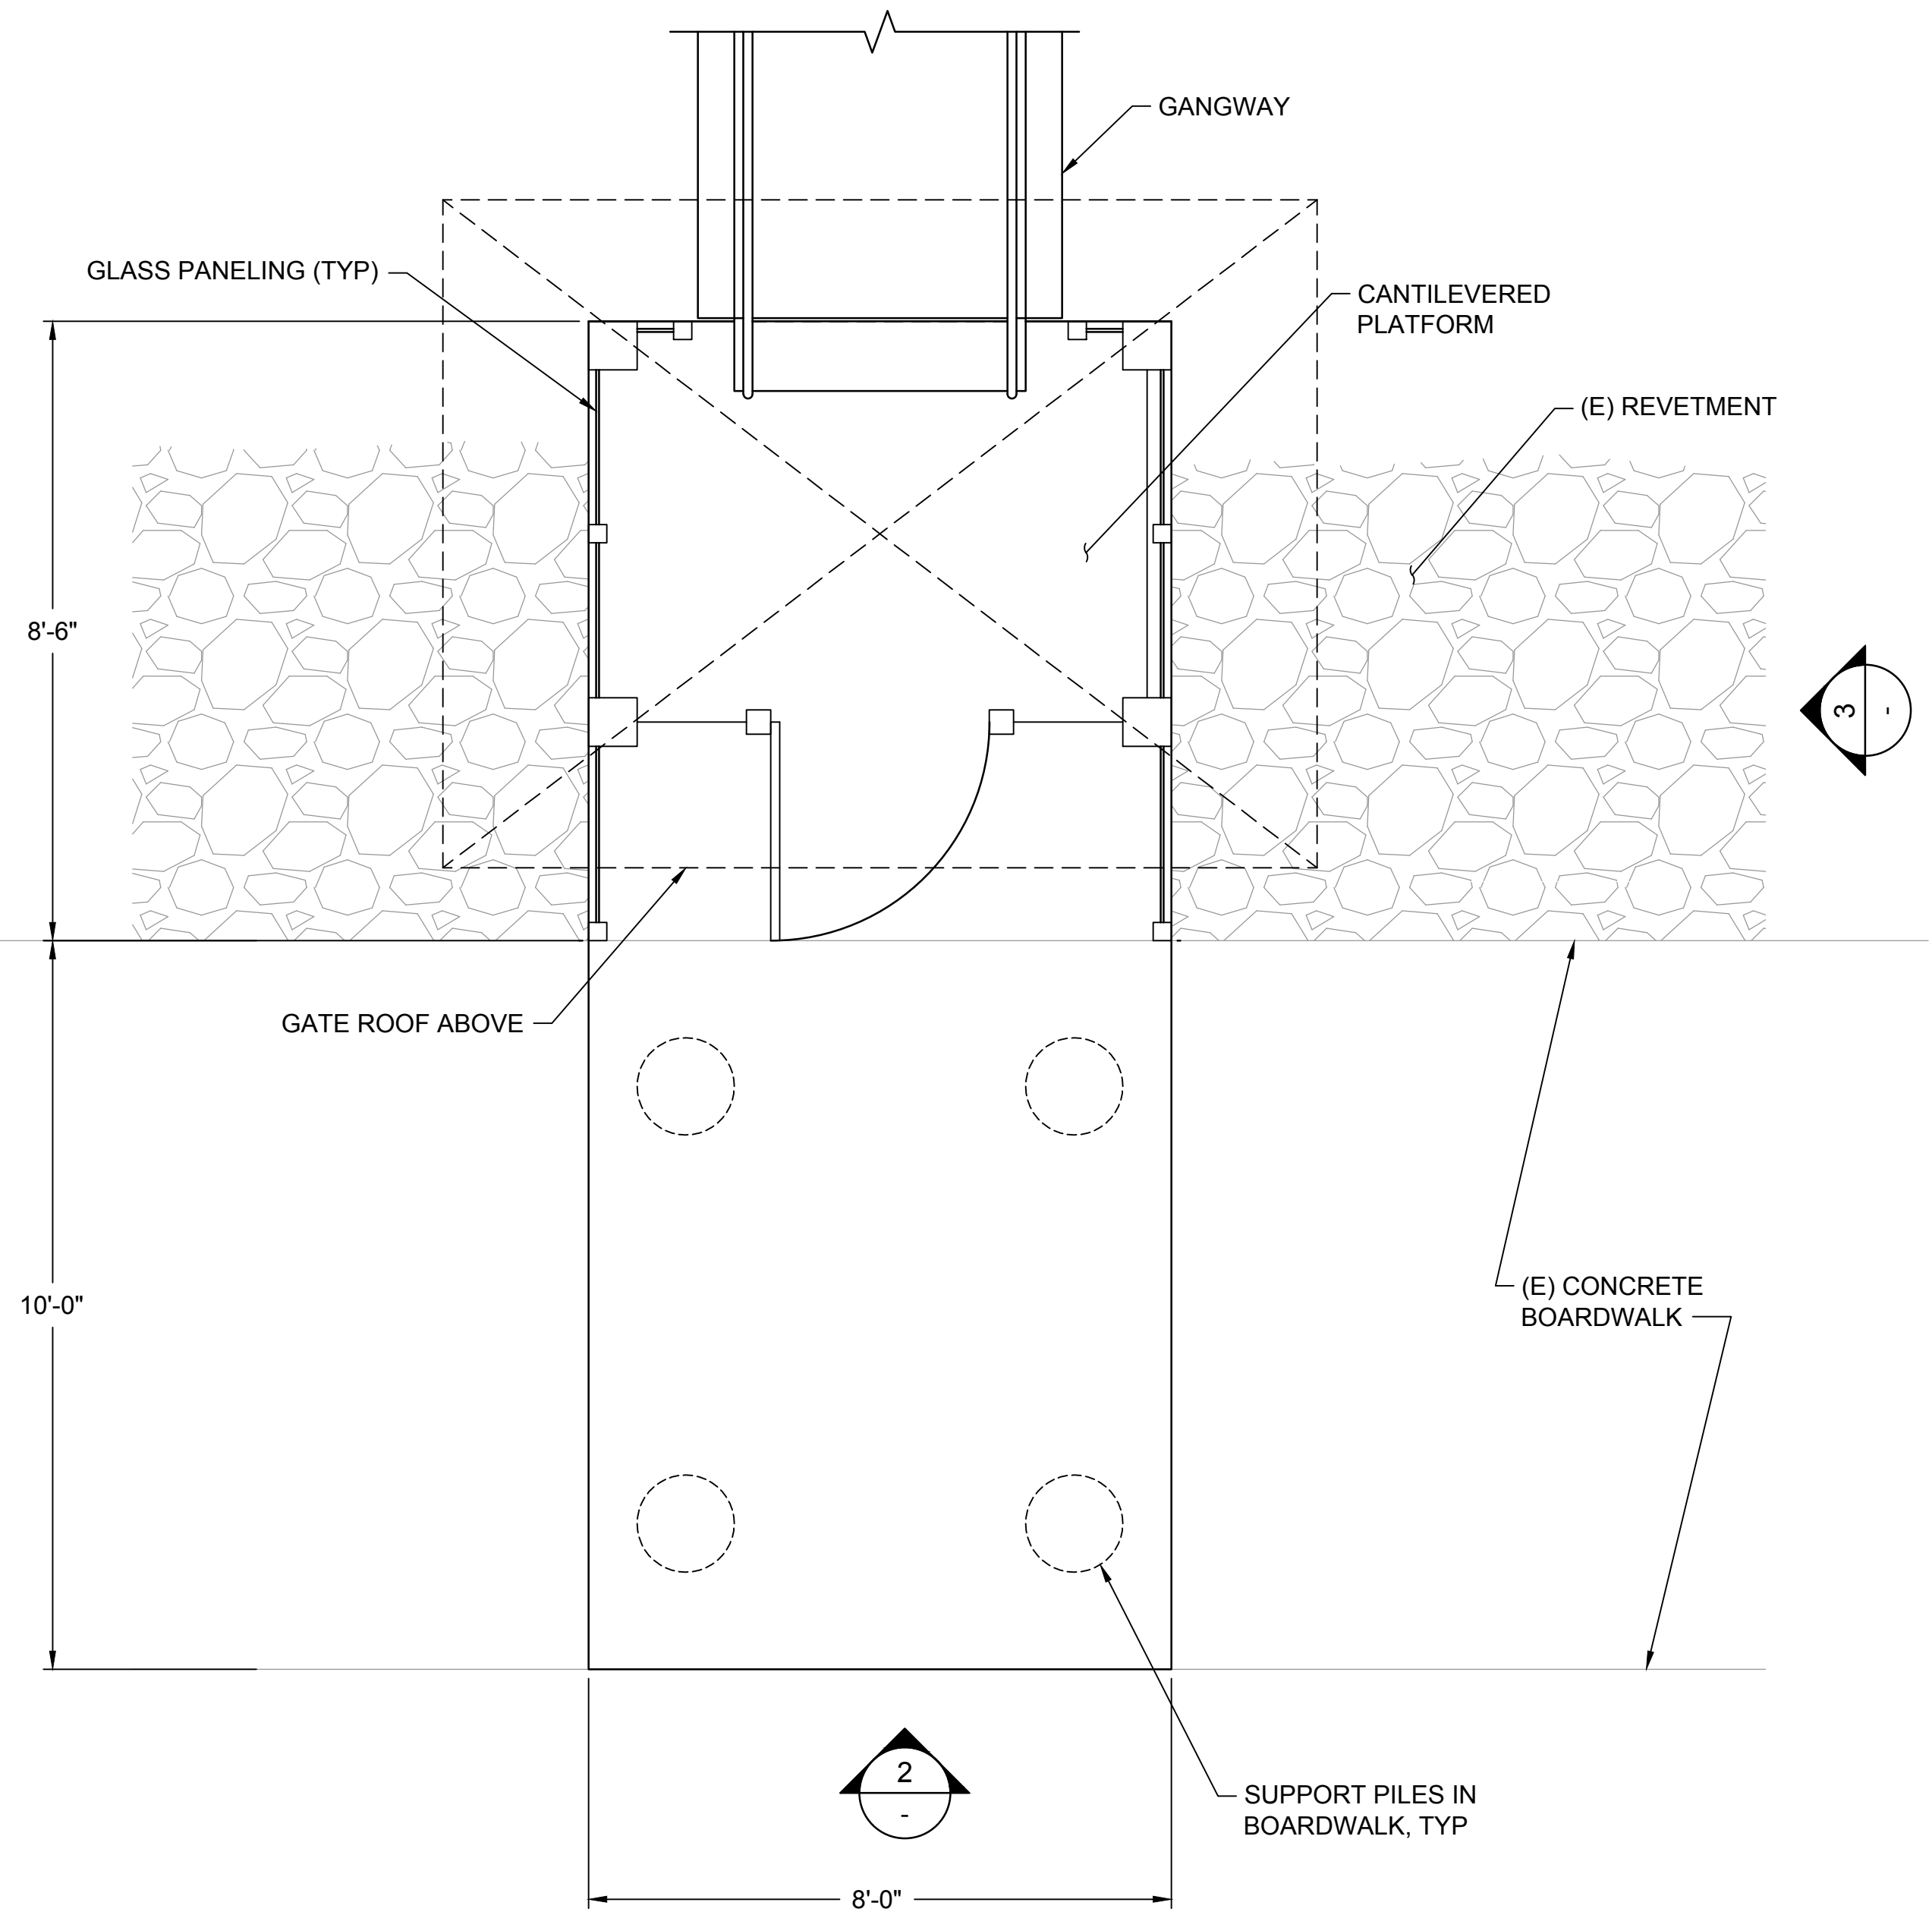 GANGWAY
GLASS PANELING (TYP)
CANTILEVERED
PLATFORM
(E) REVETMENT
8'-6"
3
-
GATE ROOF ABOVE
10'-0"
(E) CONCRETE
BOARDWALK
2
-
SUPPORT PILES IN
BOARDWALK, TYP
8'-0"